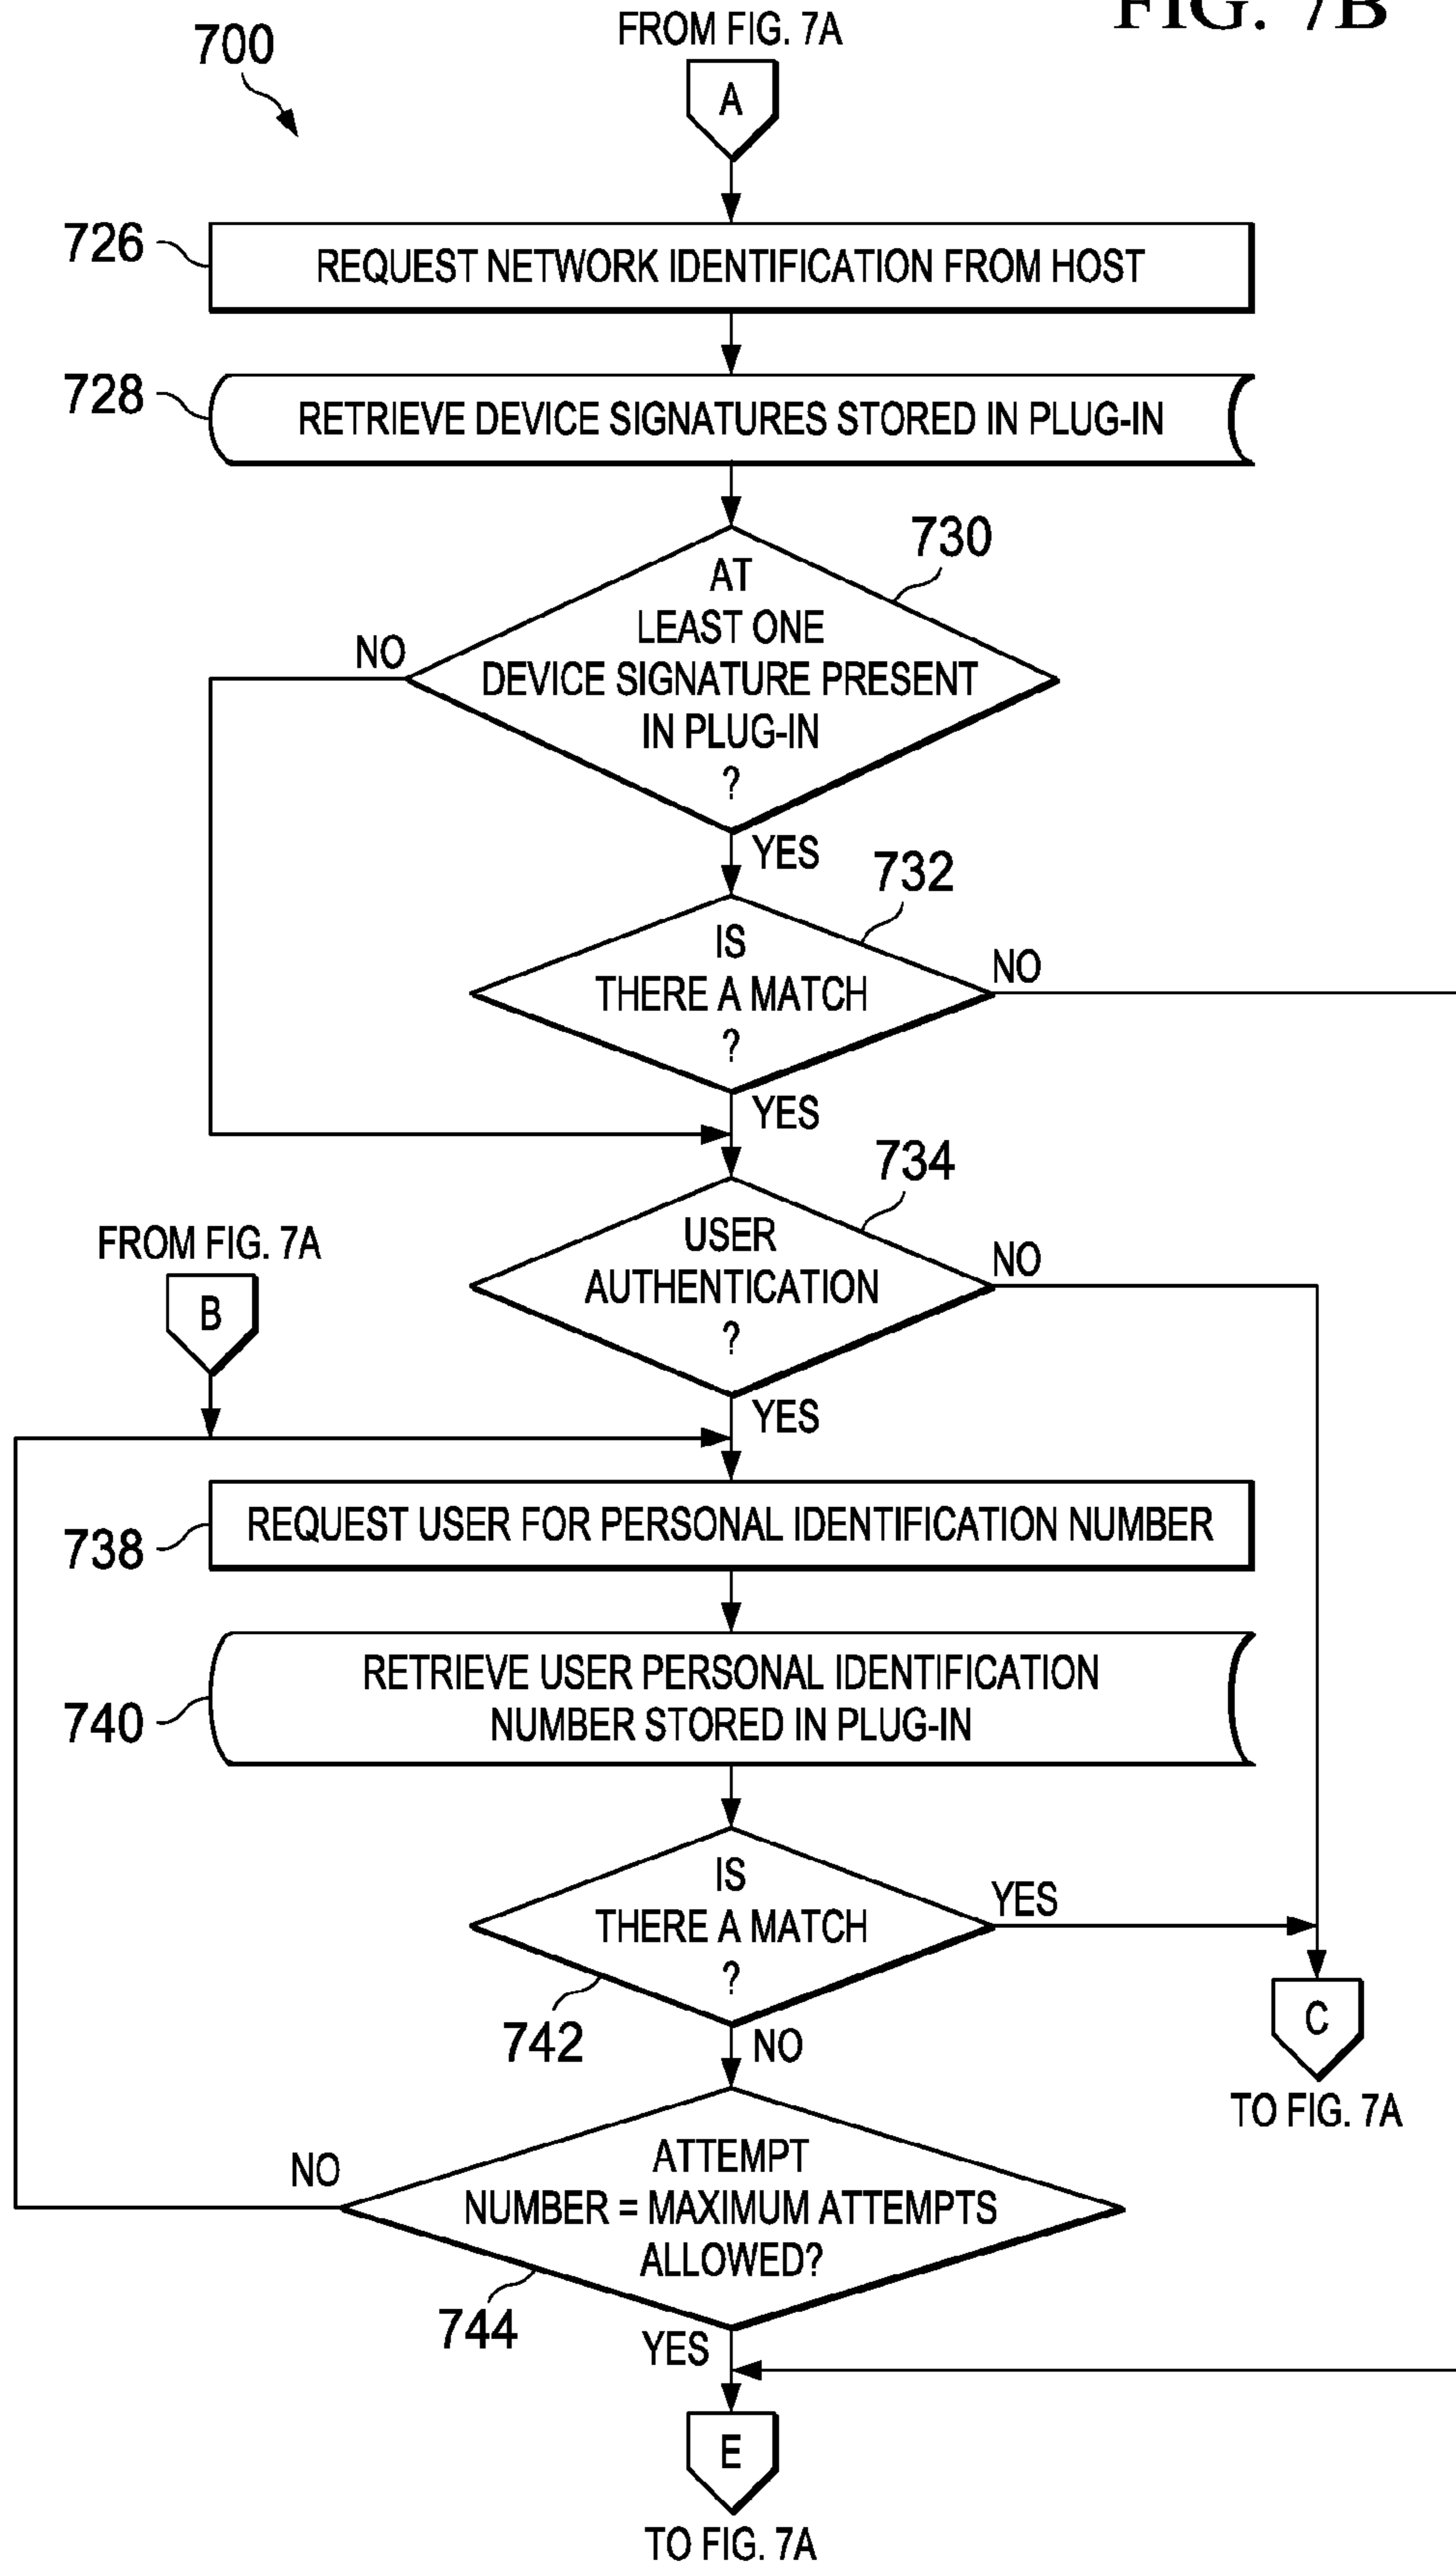 FIG. 7B
700
FROM FIG. 7A
A
726
REQUEST NETWORK IDENTIFICATION FROM HOST
728
RETRIEVE DEVICE SIGNATURES STORED IN PLUG-IN
730
AT
LEAST ONE
DEVICE SIGNATURE PRESENT
IN PLUG-IN
?
NO
YES
732
IS
THERE A MATCH
?
NO
YES
734
USER
AUTHENTICATION
?
NO
YES
FROM FIG. 7A
B
738
REQUEST USER FOR PERSONAL IDENTIFICATION NUMBER
740
RETRIEVE USER PERSONAL IDENTIFICATION
NUMBER STORED IN PLUG-IN
IS
THERE A MATCH
?
YES
742
NO
C
TO FIG. 7A
ATTEMPT
NUMBER = MAXIMUM ATTEMPTS
ALLOWED?
NO
744
YES
E
TO FIG. 7A